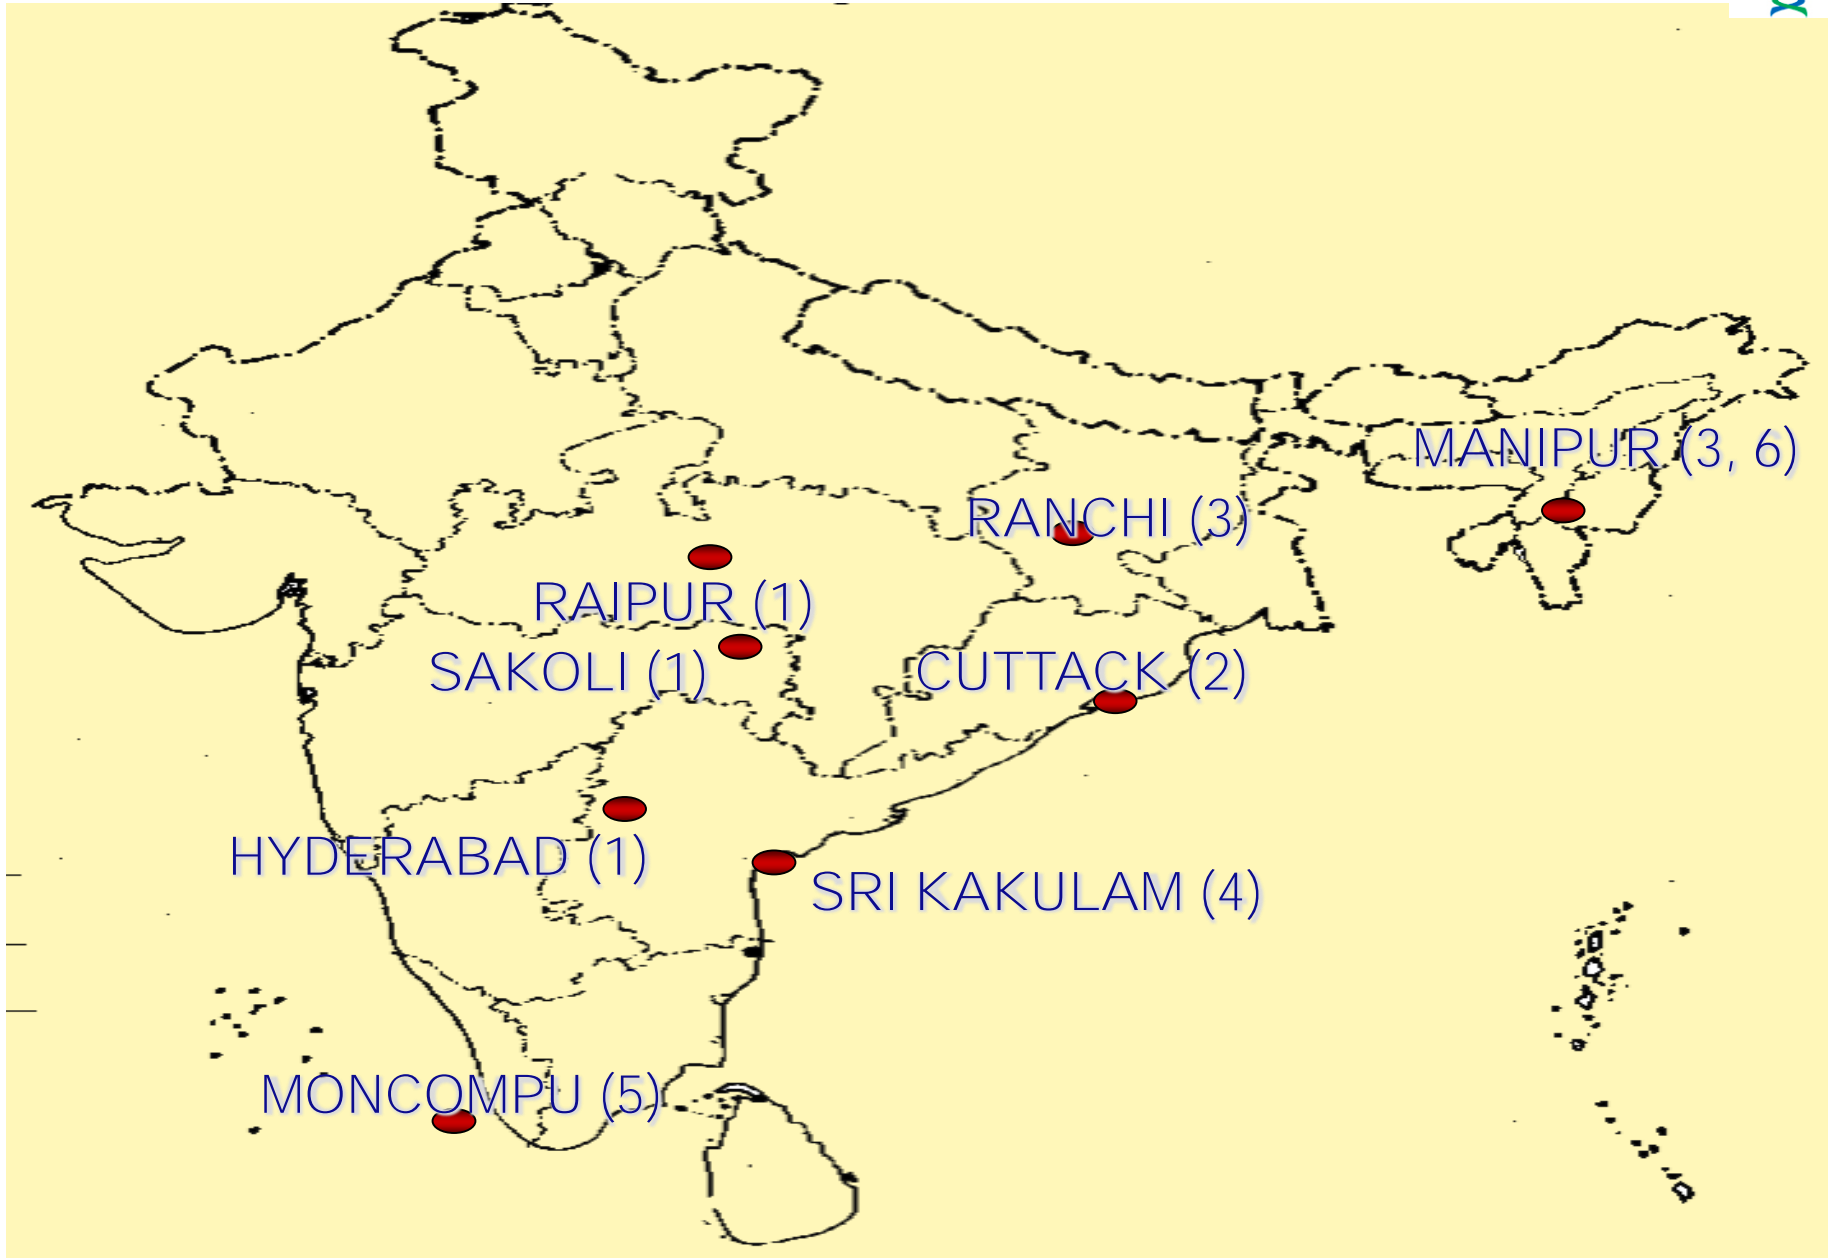 MANIPUR (3, 6)
RANCHI (3)
RAIPUR (1)
SAKOLI (1)
CUTTACK (2)
HYDERABAD (1)
SRI KAKULAM (4)
MONCOMPU (5)